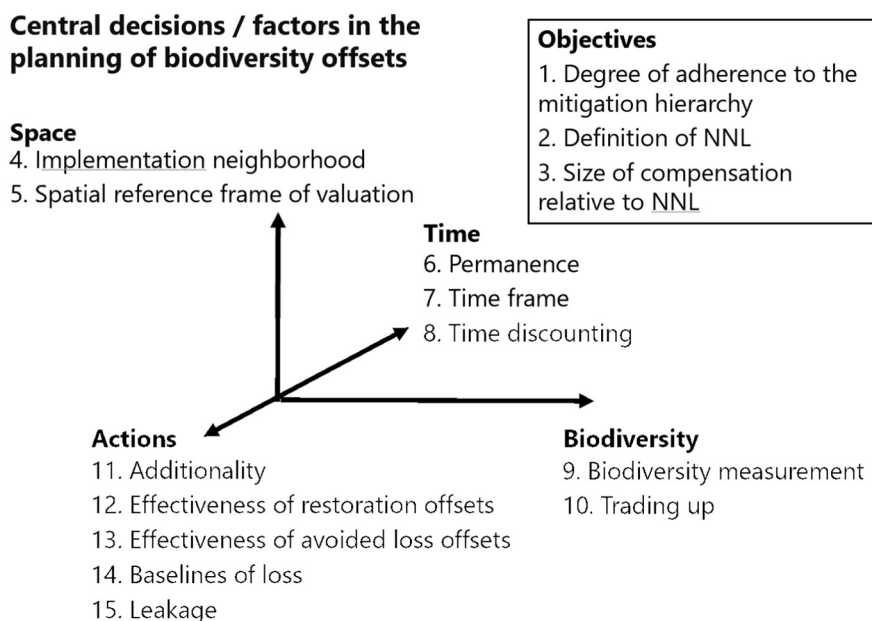 Central decisions / factors in the
planning of biodiversity offsets
Objectives
1. Degree of adherence to the
mitigation hierarchy
2. Definition of NNL
3. Size of compensation
relative to NNL
Space
4. Implementation neighborhood
5. Spatial reference frame of valuation
Time
6. Permanence
7. Time frame
8. Time discounting
Biodiversity
9. Biodiversity measurement
10. Trading up
Actions
11. Additionality
12. Effectiveness of restoration offsets
13. Effectiveness of avoided loss offsets
14. Baselines of loss
15. Leakage